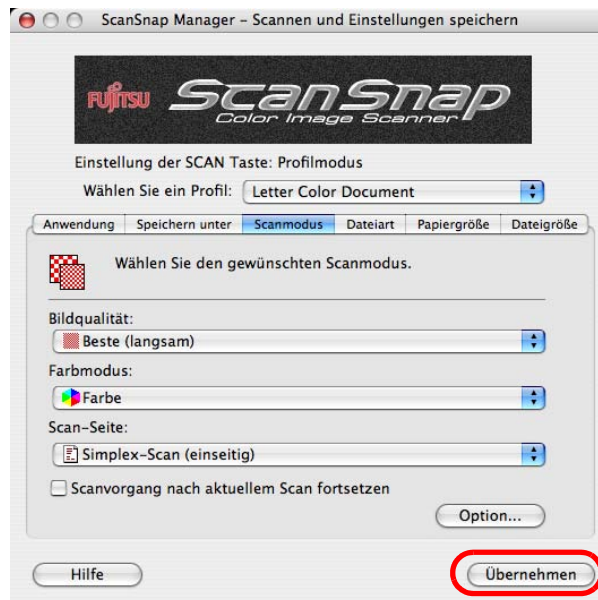 ScanSnap Manager – Scannen und Einstellungen speichern
FUJITSU ScanSnap
Color Image Scanner
Einstellung der SCAN Taste: Profilmodus
Wählen Sie ein Profil: Letter Color Document
Anwendung Speichern unter Scanmodus Dateiart Papiergröße Dateigröße
Wählen Sie den gewünschten Scanmodus.
Bildqualität:
Beste (langsam)
Farbmodus:
Farbe
Scan-Seite:
Simplex-Scan (einseitig)
Scanvorgang nach aktuellem Scan fortsetzen
Option...
Hilfe Übernehmen